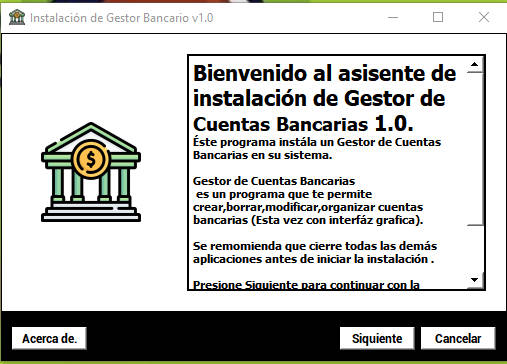 Instalación de Gestor Bancario v1.0
Bienvenido al asisente de
instalación de Gestor de
Cuentas Bancarias 1.0.
Éste programa instála un Gestor de Cuentas
Bancarias en su sistema.
Gestor de Cuentas Bancarias
es un programa que te permite
crear,borrar,modificar,organizar cuentas
bancarias (Esta vez con interfáz grafica).
Se remomienda que cierre todas las demás
aplicaciones antes de iniciar la instalación .
Presione Siguiente para continuar con la
Acerca de.
Siquiente
Cancelar